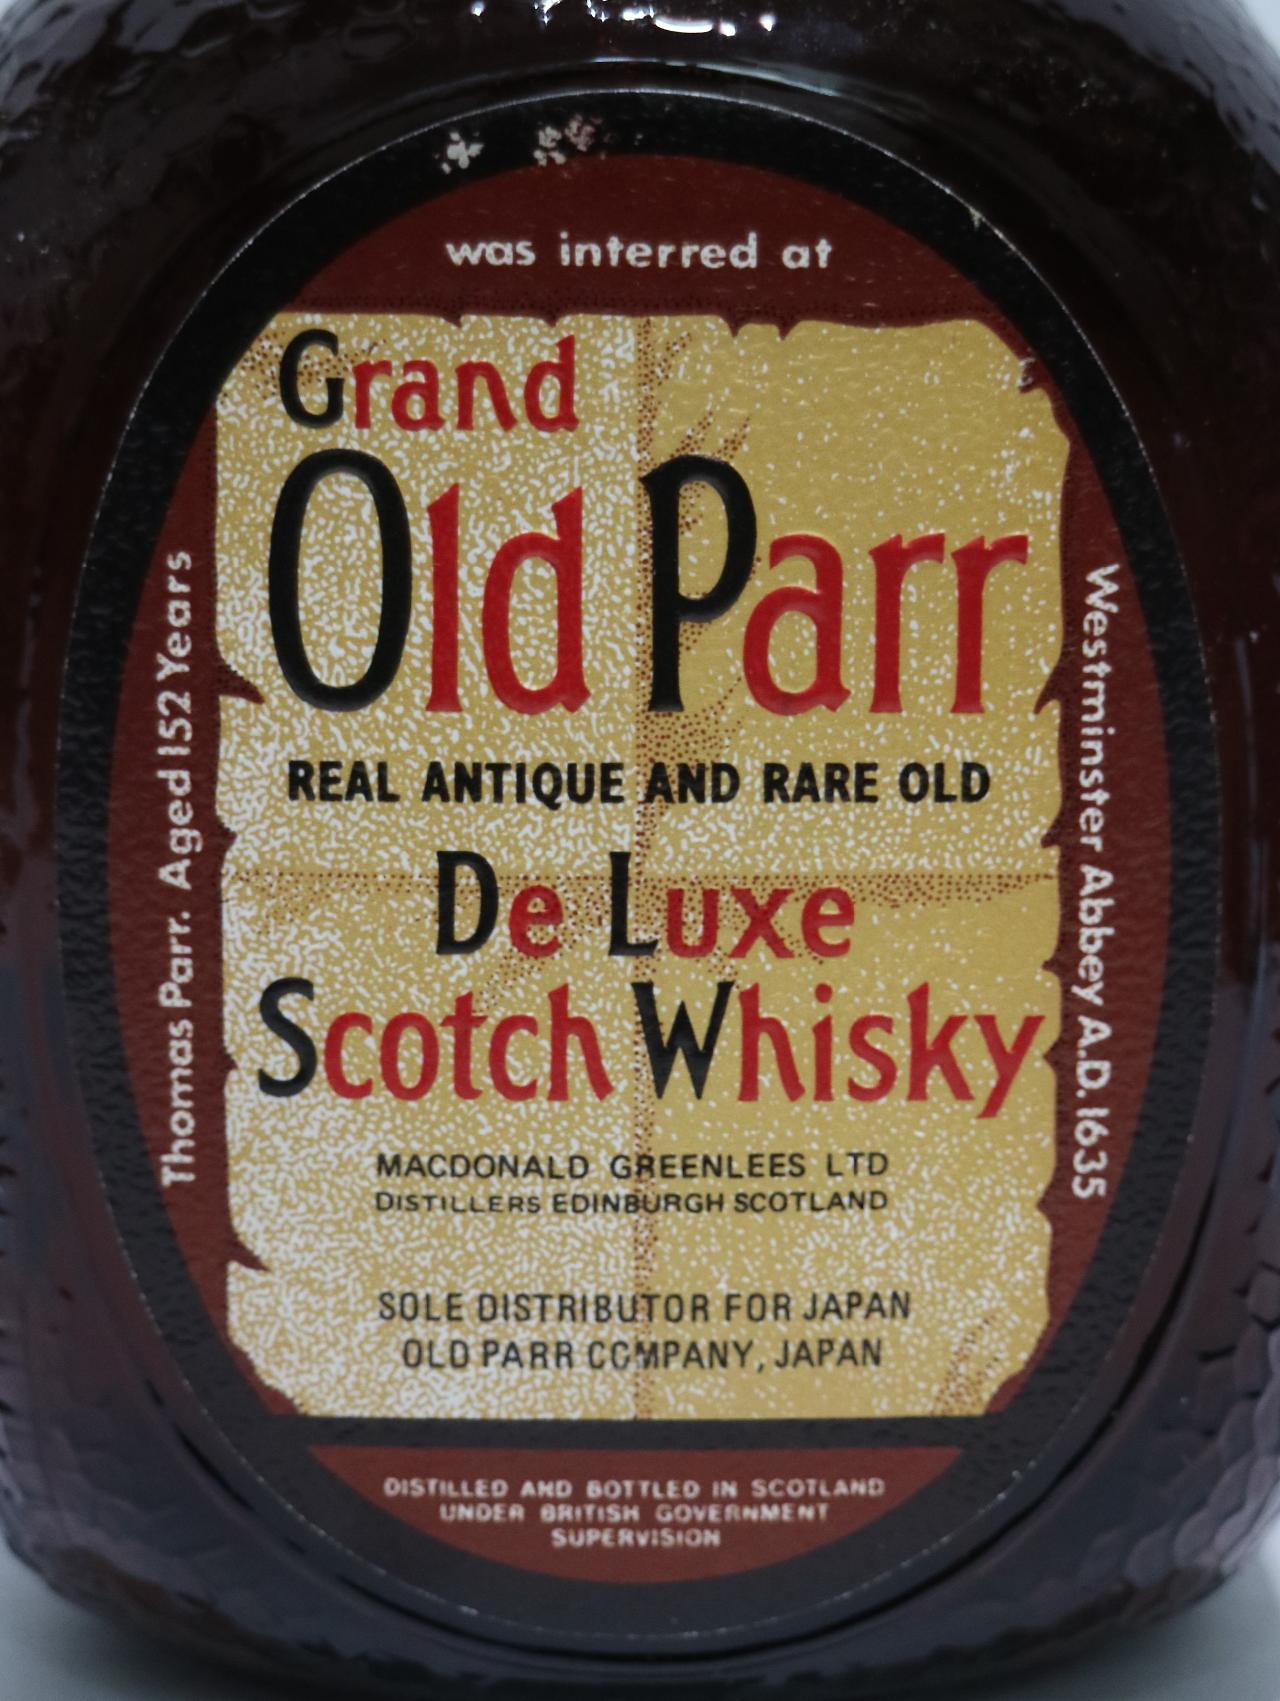 Thomas Parr. Aged 152 Years
was interred at
Westminster Abbey A.D. 1635
Grand
Old Parr
REAL ANTIQUE AND RARE OLD
De Luxe
Scotch Whisky
MACDONALD GREENLEES LTD
DISTILLERS EDINBURGH SCOTLAND
SOLE DISTRIBUTOR FOR JAPAN
OLD PARR COMPANY, JAPAN
DISTILLED AND BOTTLED IN SCOTLAND
UNDER BRITISH GOVERNMENT
SUPERVISION